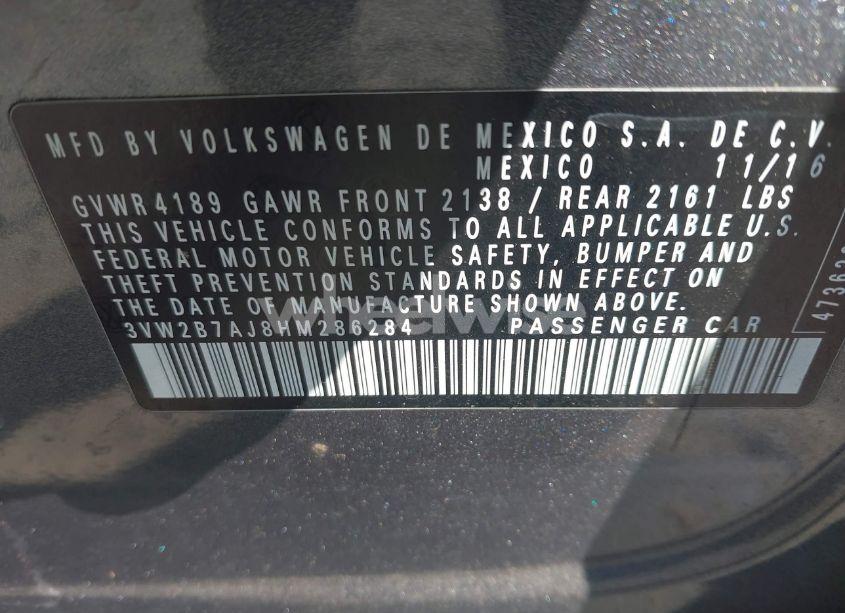 MFD BY VOLKSWAGEN DE MEXICO S.A. DE C.V.
MEXICO 11/16
GVWR 4189 GAWR FRONT 2138 / REAR 2161 LBS
THIS VEHICLE CONFORMS TO ALL APPLICABLE U.S.
FEDERAL MOTOR VEHICLE SAFETY, BUMPER AND
THEFT PREVENTION STANDARDS IN EFFECT ON
THE DATE OF MANUFACTURE SHOWN ABOVE.
3VW2B7AJ8HM286284 PASSENGER CAR
wheelwise